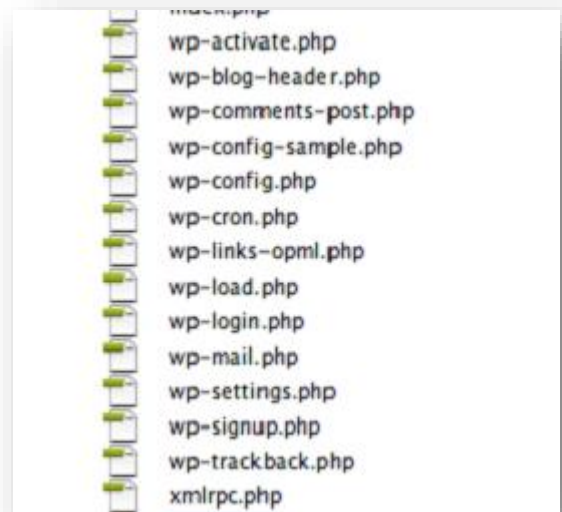 index.php
wp-activate.php
wp-blog-header.php
wp-comments-post.php
wp-config-sample.php
wp-config.php
wp-cron.php
wp-links-opml.php
wp-load.php
wp-login.php
wp-mail.php
wp-settings.php
wp-signup.php
wp-trackback.php
xmlrpc.php